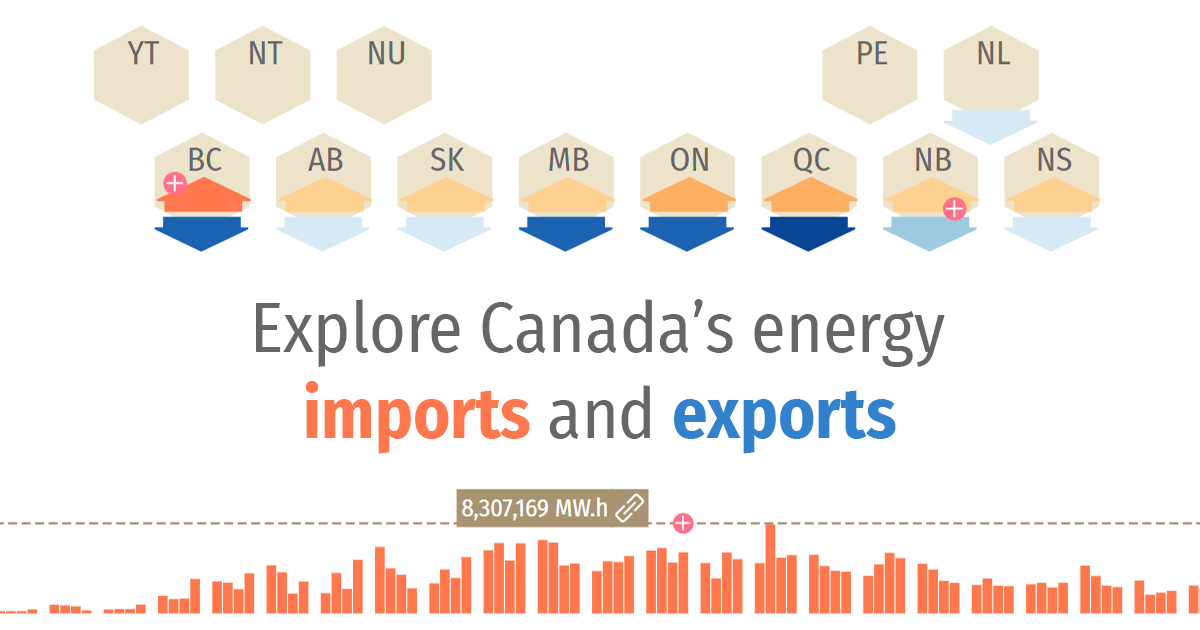 YT NT NU PE NL
BC AB SK MB ON QC NB NS
Explore Canada’s energy
imports and exports
8,307,169 MW.h